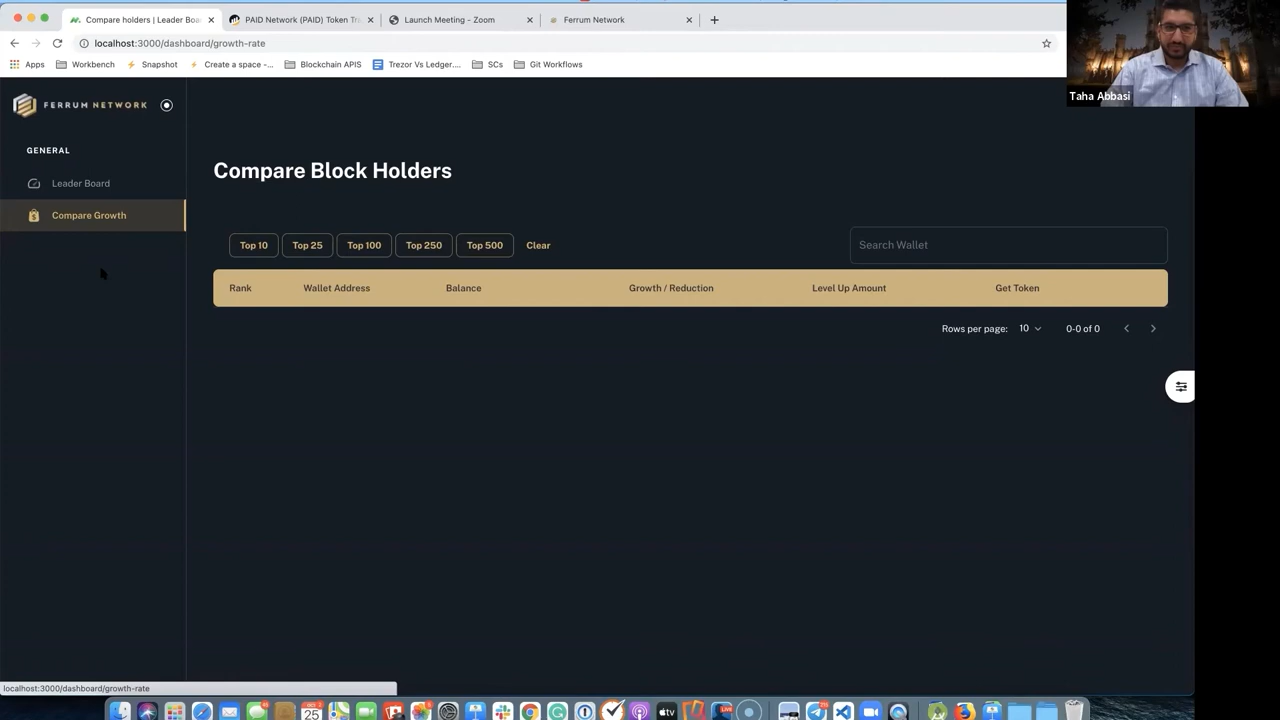 Compare holders | Leader Boa
PAID Network (PAID) Token Tr
Launch Meeting - Zoom
Ferrum Network
localhost:3000/dashboard/growth-rate
Apps
Workbench
Snapshot
Create a space -...
Blockchain APIS
Trezor Vs Ledger....
SCs
Git Workflows
Taha Abbasi
FERRUM NETWORK
GENERAL
Leader Board
Compare Growth
Compare Block Holders
Top 10
Top 25
Top 100
Top 250
Top 500
Clear
Search Wallet
Rank
Wallet Address
Balance
Growth / Reduction
Level Up Amount
Get Token
Rows per page:
10
0-0 of 0
localhost:3000/dashboard/growth-rate
25